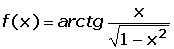 f(x) = arctg x / √(1 − x²)